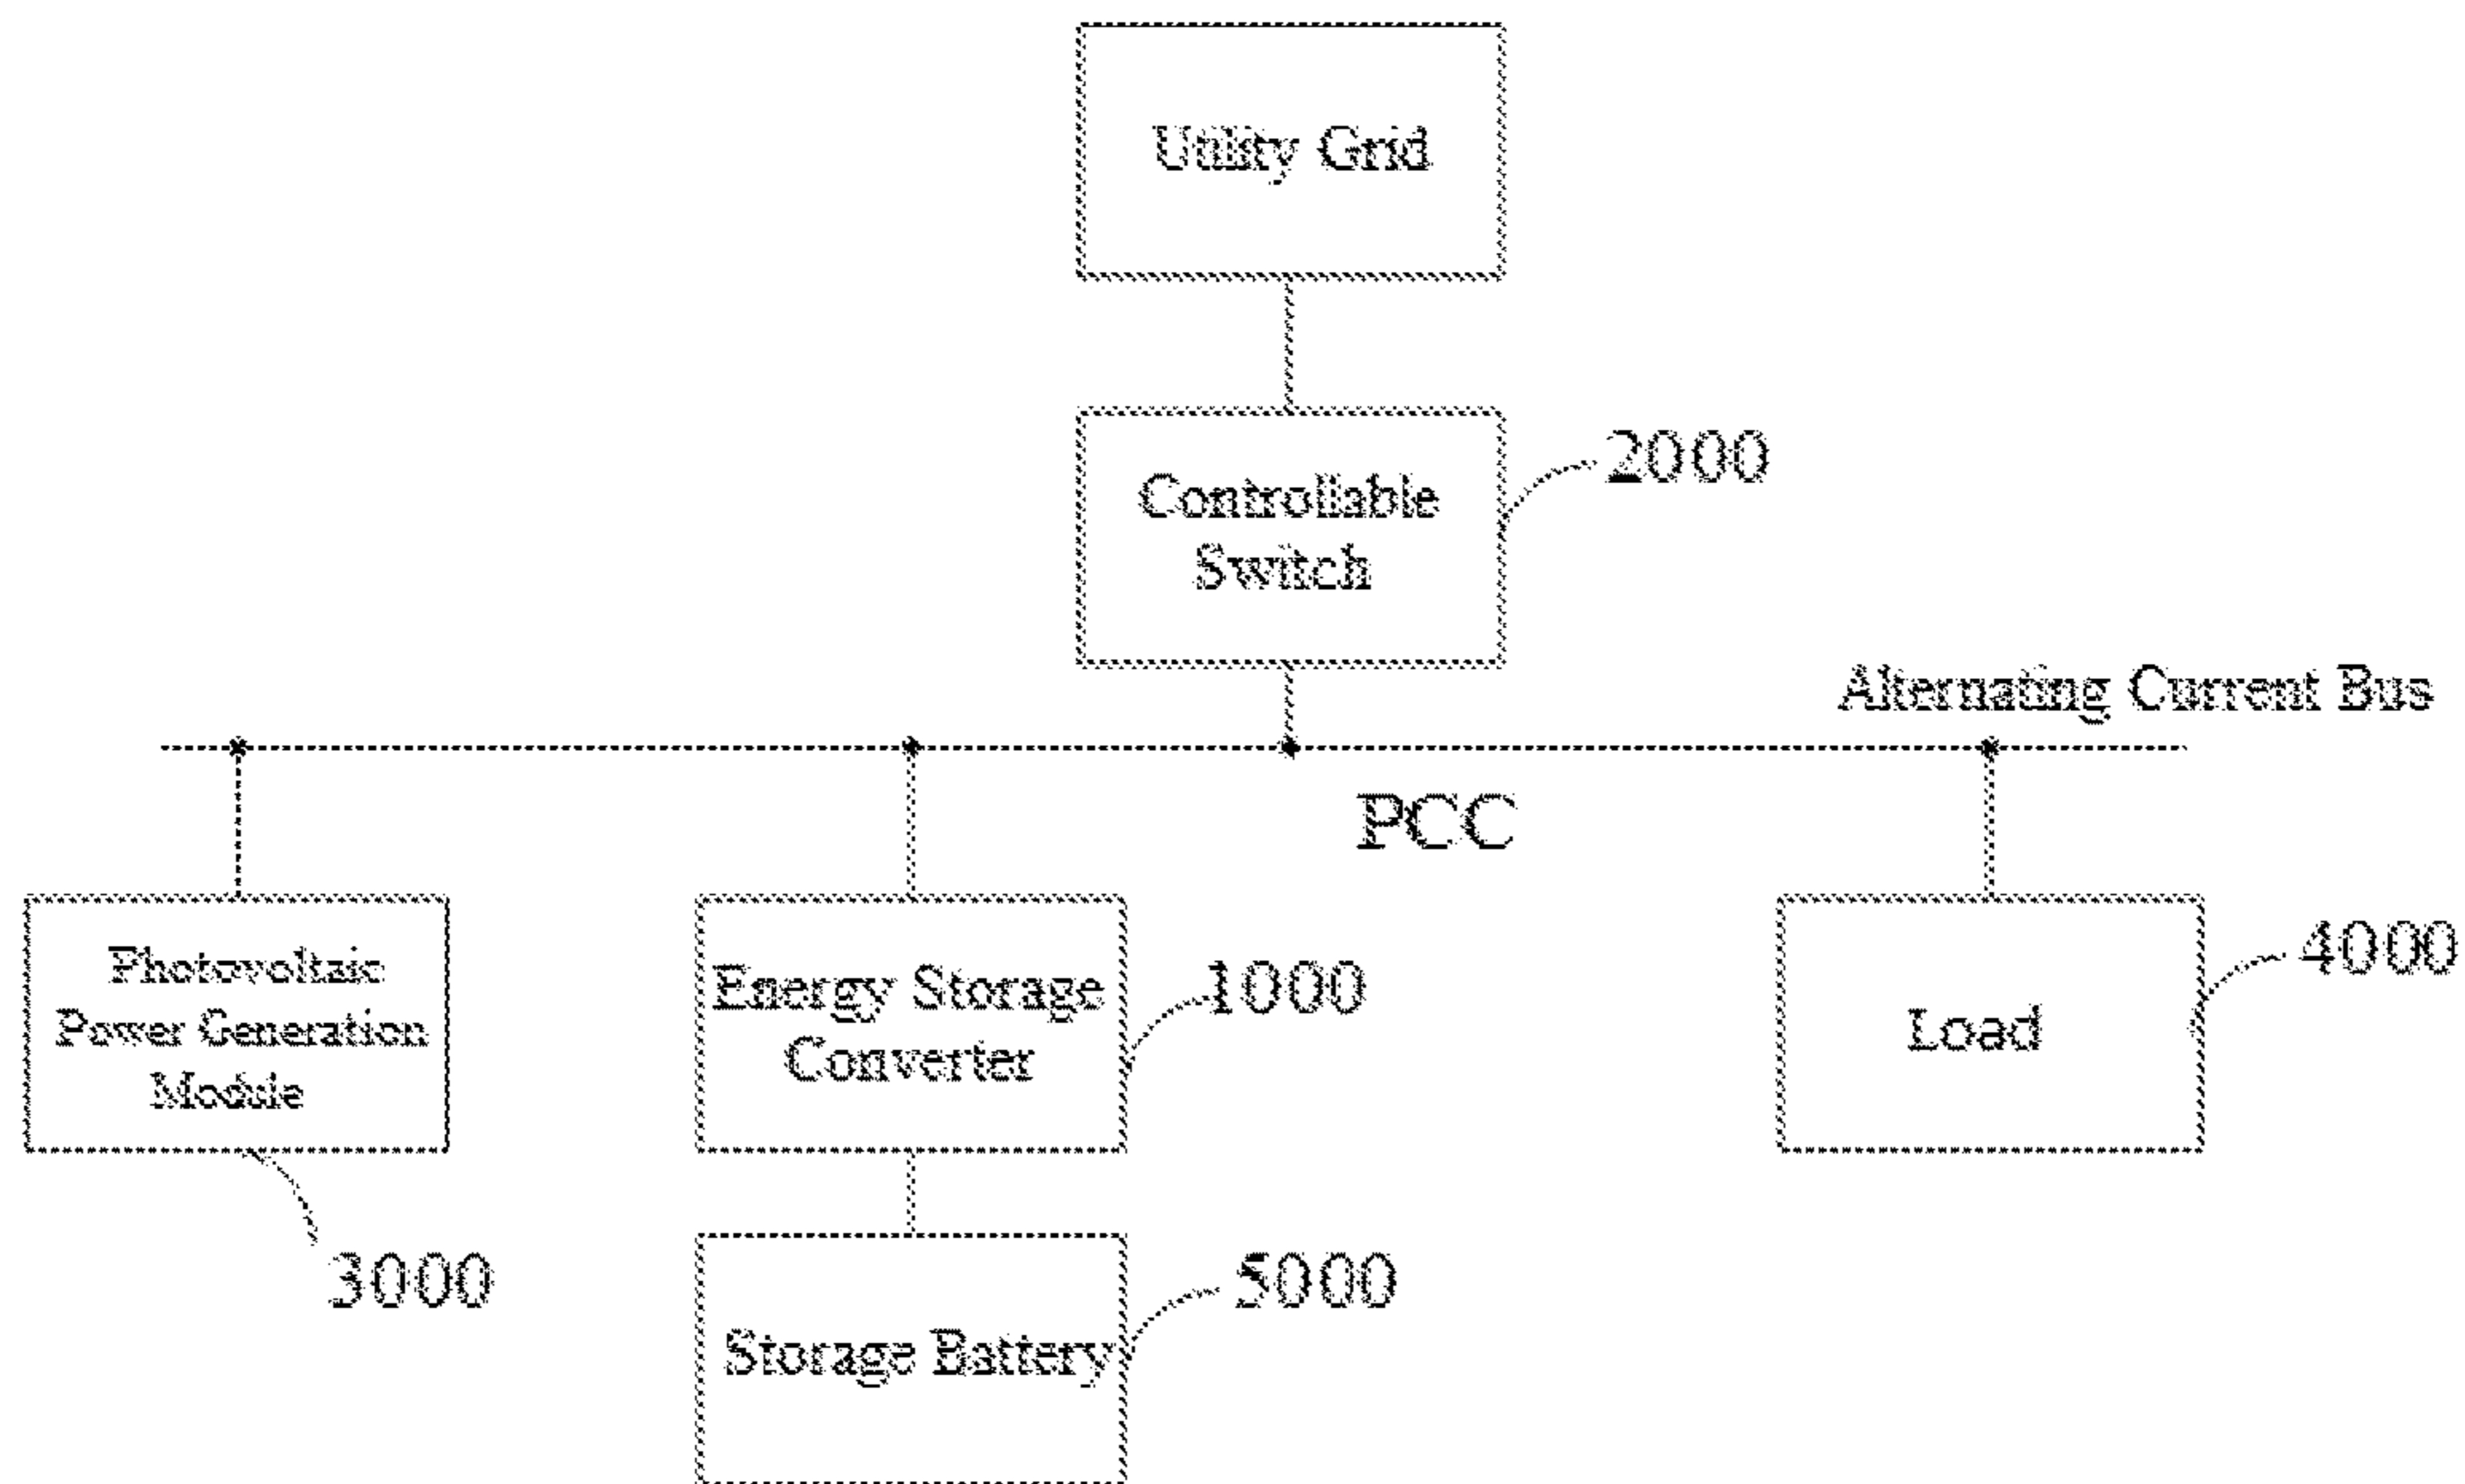 Utility Grid
2000
Controllable
Switch
Alternating Current Bus
PCC
Photovoltaic
Power Generation
Module
3000
Energy Storage
Converter
1000
Load
4000
Storage Battery
5000